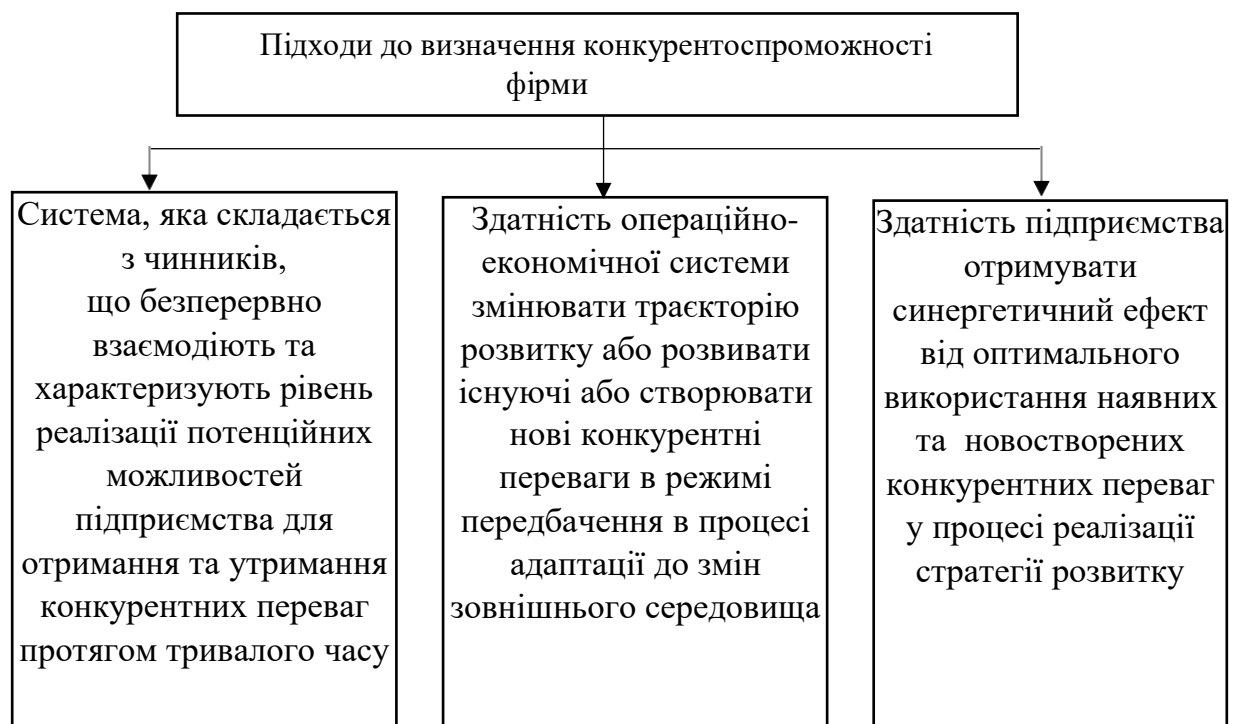 Підходи до визначення конкурентоспроможності
фірми
Система, яка складається
з чинників,
що безперервно
взаємодіють та
характеризують рівень
реалізації потенційних
можливостей
підприємства для
отримання та утримання
конкурентних переваг
протягом тривалого часу
Здатність операційно-
економічної системи
змінювати траєкторію
розвитку або розвивати
існуючі або створювати
нові конкурентні
переваги в режимі
передбачення в процесі
адаптації до змін
зовнішнього середовища
Здатність підприємства
отримувати
синергетичний ефект
від оптимального
використання наявних
та новостворених
конкурентних переваг
у процесі реалізації
стратегії розвитку